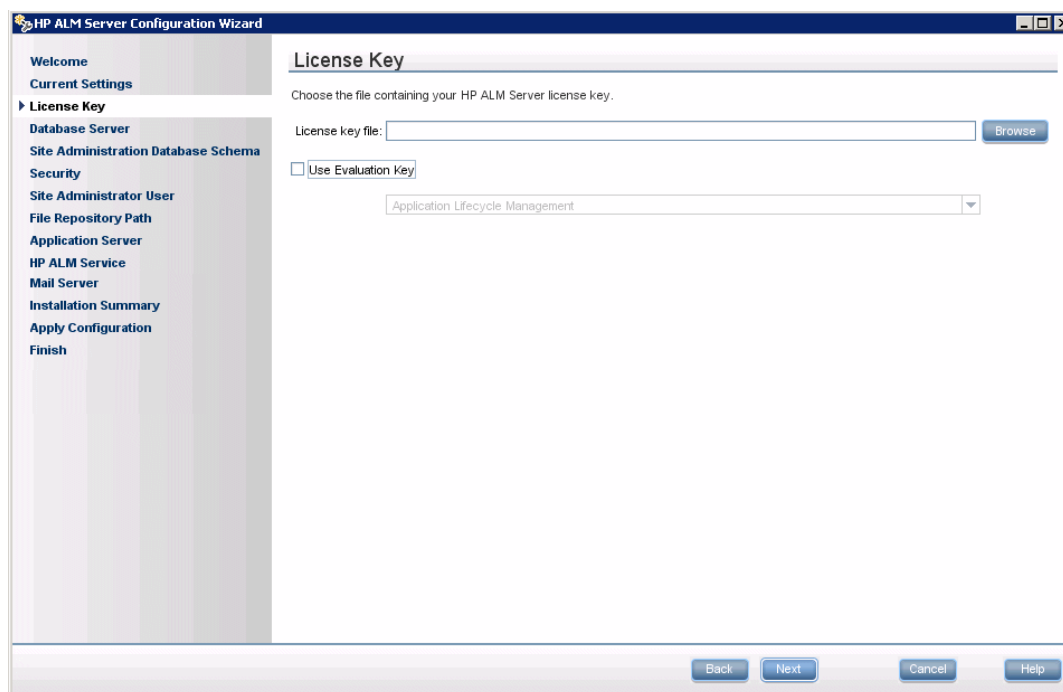 HP ALM Server Configuration Wizard
Welcome
Current Settings
License Key
Database Server
Site Administration Database Schema
Security
Site Administrator User
File Repository Path
Application Server
HP ALM Service
Mail Server
Installation Summary
Apply Configuration
Finish
License Key
Choose the file containing your HP ALM Server license key.
License key file:
Browse
Use Evaluation Key
Application Lifecycle Management
Back
Next
Cancel
Help